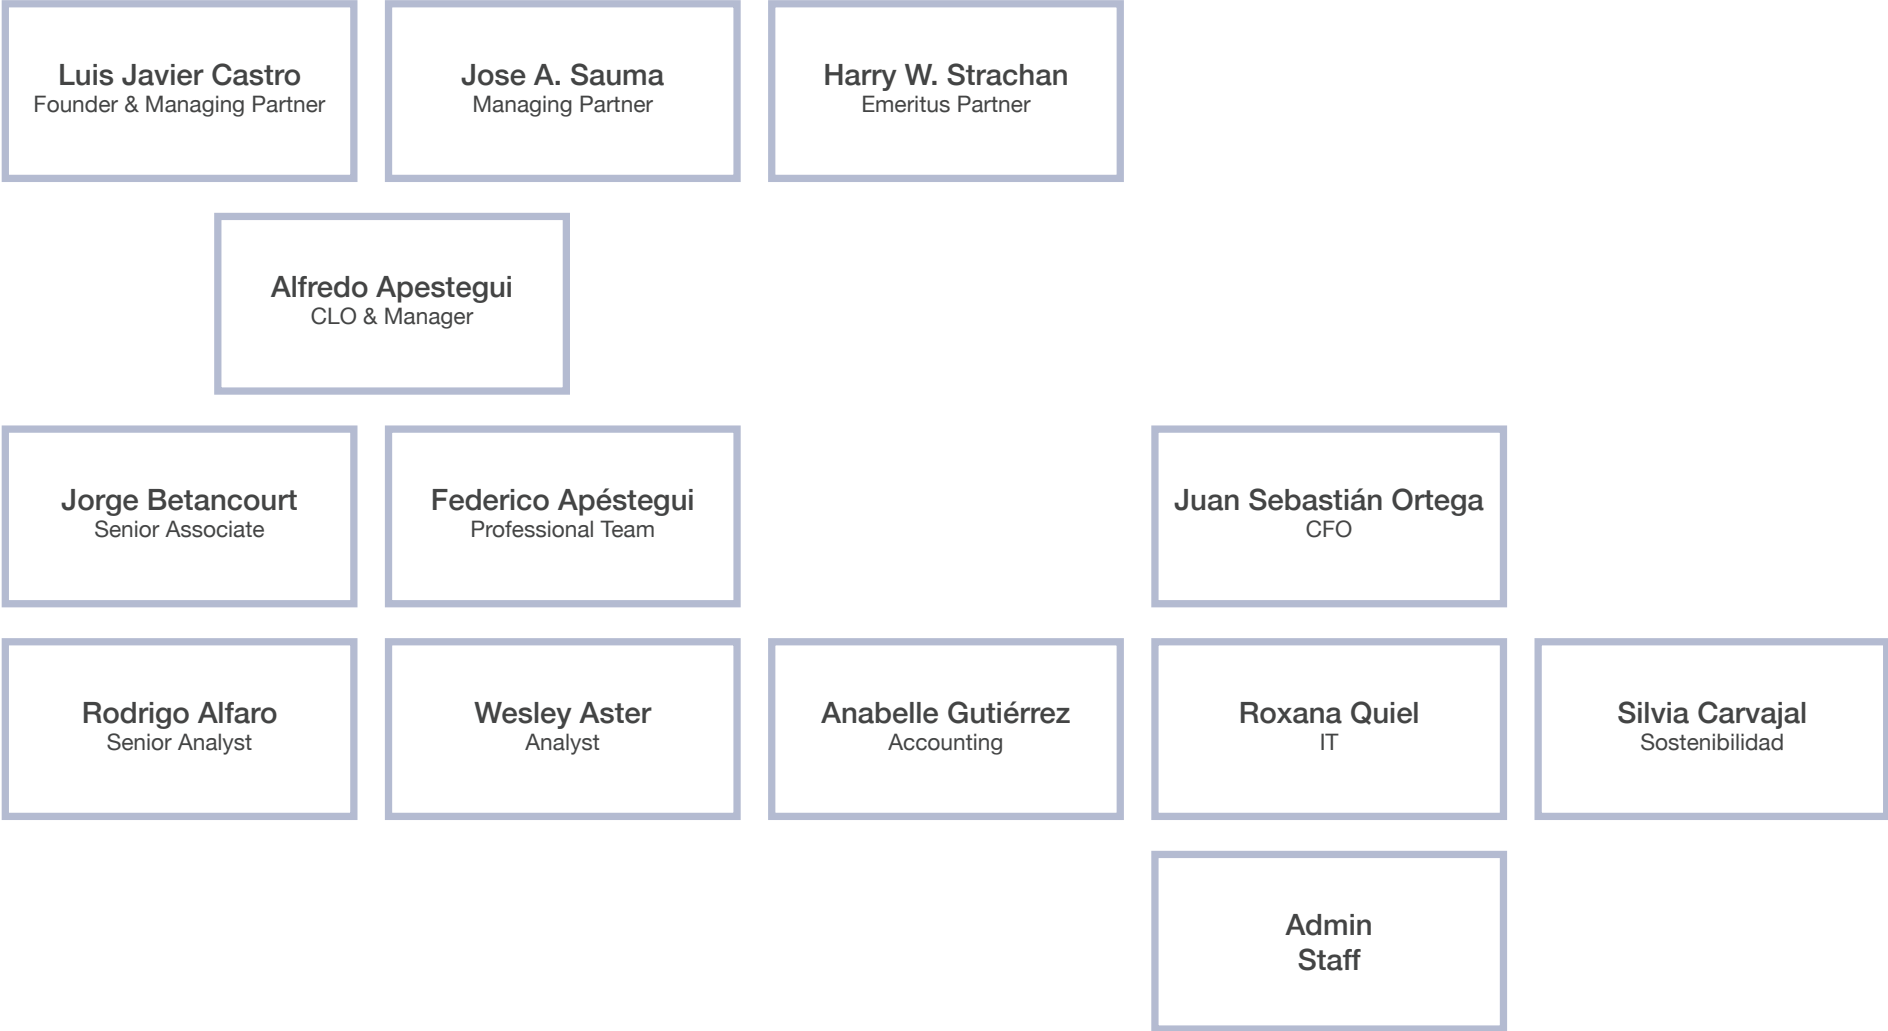 Luis Javier Castro
Founder & Managing Partner
Jose A. Sauma
Managing Partner
Harry W. Strachan
Emeritus Partner
Alfredo Apestegui
CLO & Manager
Jorge Betancourt
Senior Associate
Federico Apéstegui
Professional Team
Juan Sebastián Ortega
CFO
Rodrigo Alfaro
Senior Analyst
Wesley Aster
Analyst
Anabelle Gutiérrez
Accounting
Roxana Quiel
IT
Silvia Carvajal
Sostenibilidad
Admin
Staff